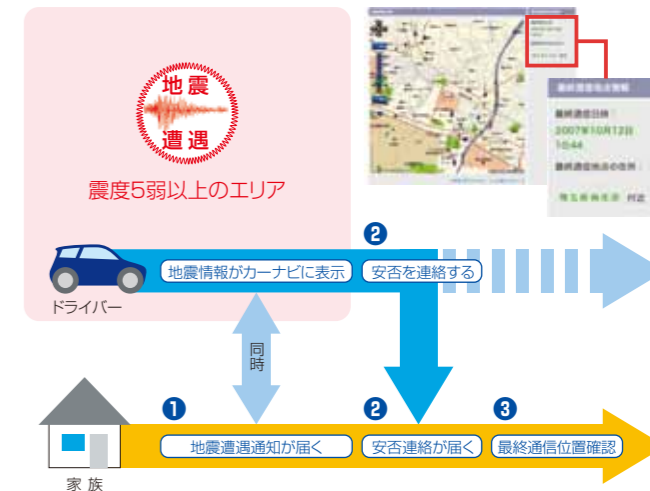 地震
遭遇
震度5弱以上のエリア
最終通信地点情報
最終通信日時：
2007年10月12日
10:44
最終通信地点の住所：
付近
❷
地震情報がカーナビに表示
安否を連絡する
ドライバー
同時
❶
❷
❸
地震遭遇通知が届く
安否連絡が届く
最終通信位置確認
家族